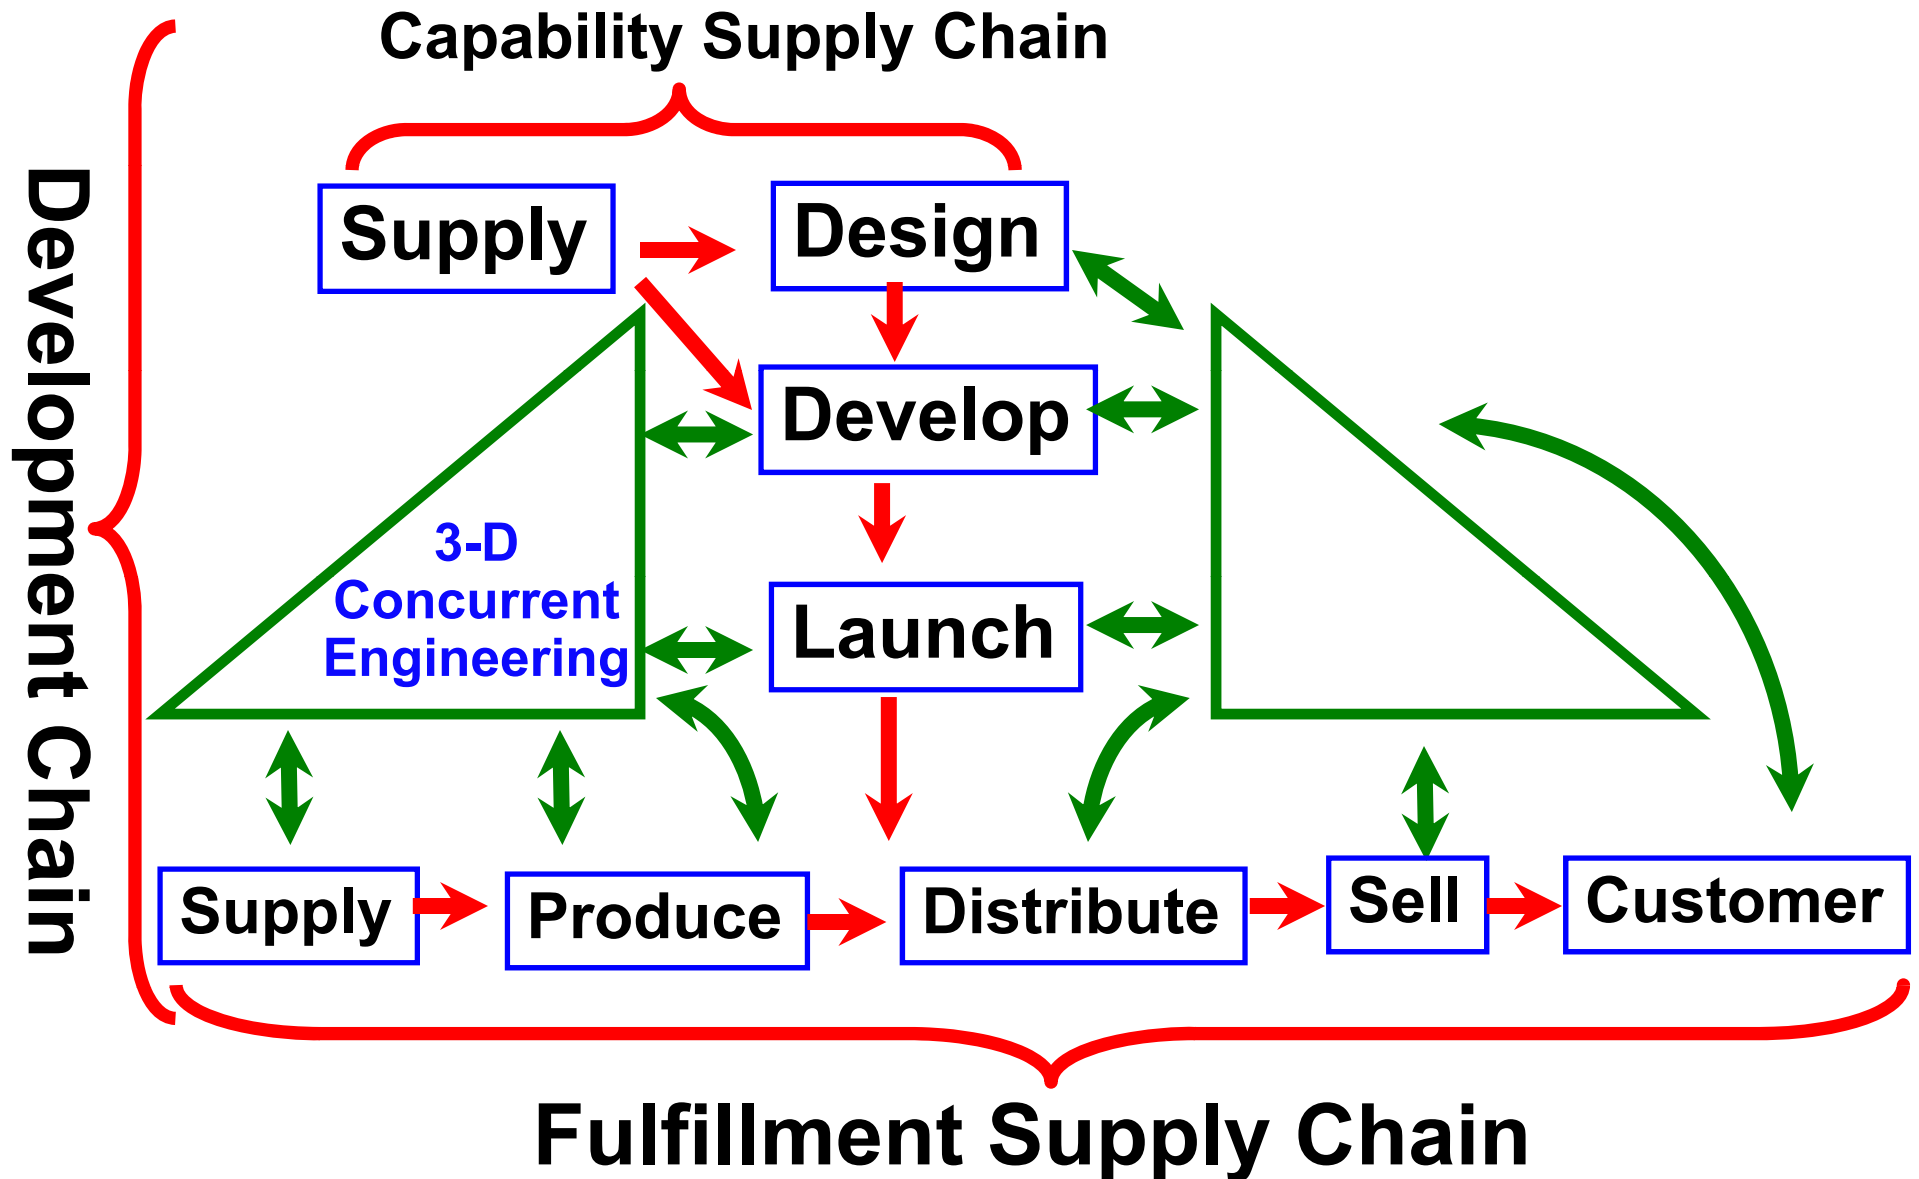 Capability Supply Chain
Development Chain
Supply
Design
Develop
3-D
Concurrent
Engineering
Launch
Supply
Produce
Distribute
Sell
Customer
Fulfillment Supply Chain